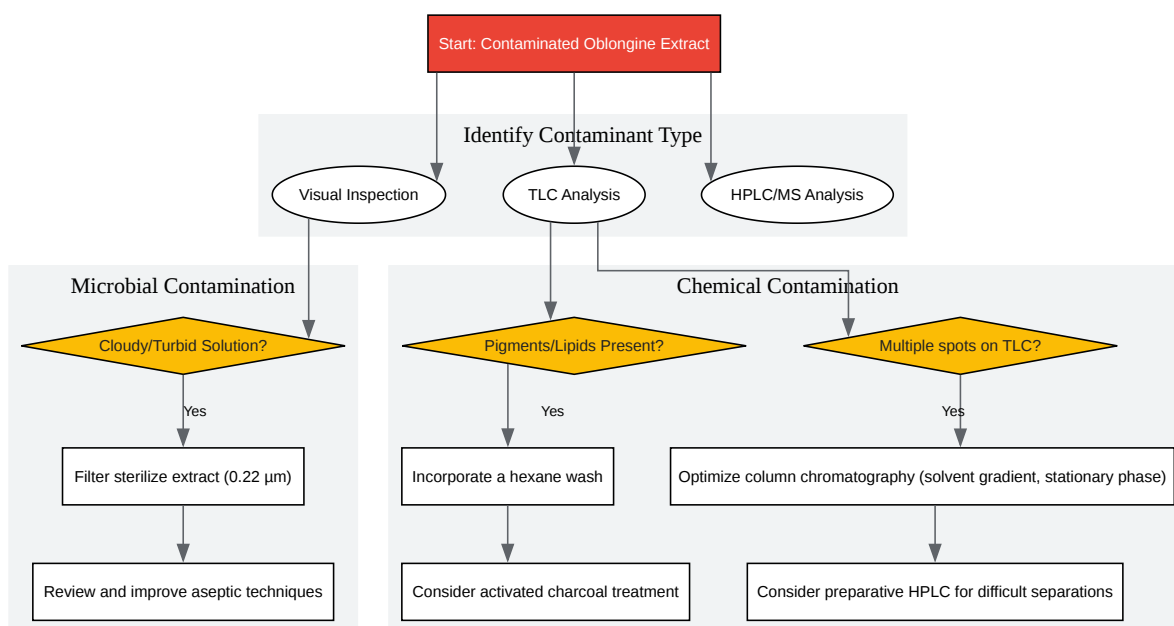 Start: Contaminated Oblongine Extract
Identify Contaminant Type
Visual Inspection
TLC Analysis
HPLC/MS Analysis
Microbial Contamination
Chemical Contamination
Cloudy/Turbid Solution?
Pigments/Lipids Present?
Multiple spots on TLC?
Yes
Yes
Yes
Filter sterilize extract (0.22 µm)
Incorporate a hexane wash
Optimize column chromatography (solvent gradient, stationary phase)
Review and improve aseptic techniques
Consider activated charcoal treatment
Consider preparative HPLC for difficult separations